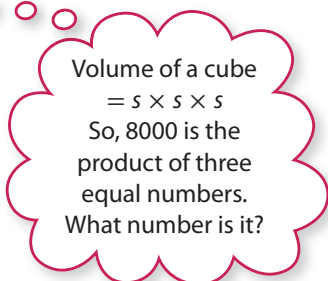 Volume of a cube
= s × s × s
So, 8000 is the
product of three
equal numbers.
What number is it?